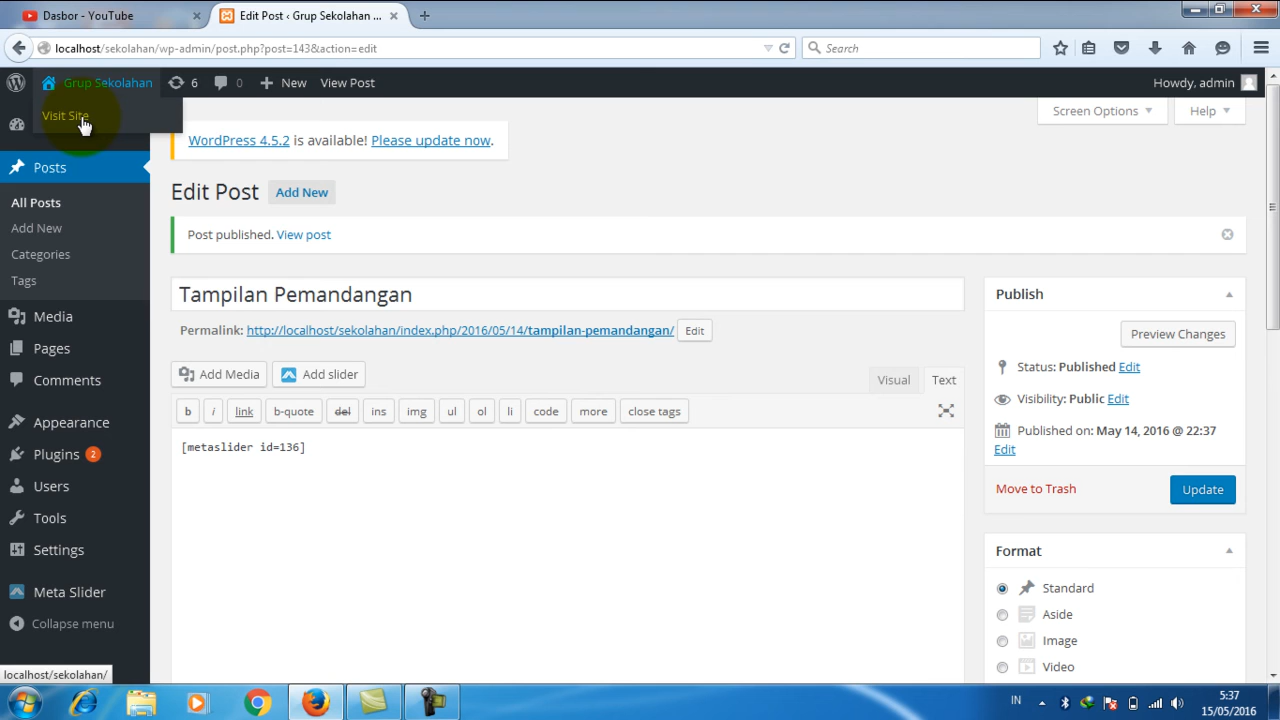 Dasbor - YouTube
Edit Post ‹ Grup Sekolahan ...
localhost/sekolahan/wp-admin/post.php?post=143&action=edit
Search
Grup Sekolahan
6
0
New
View Post
Howdy, admin
Visit Site
Screen Options
Help
WordPress 4.5.2 is available! Please update now.
Posts
Edit Post
Add New
All Posts
Add New
Categories
Tags
Post published. View post
Tampilan Pemandangan
Publish
Media
Permalink: http://localhost/sekolahan/index.php/2016/05/14/tampilan-pemandangan/
Edit
Preview Changes
Pages
Add Media
Add slider
Visual
Text
Status: Published Edit
Comments
Visibility: Public Edit
b
i
link
b-quote
del
ins
img
ul
ol
li
code
more
close tags
Appearance
Published on: May 14, 2016 @ 22:37
Edit
[metaslider id=136]
Plugins 2
Users
Move to Trash
Update
Tools
Settings
Format
Meta Slider
Standard
Collapse menu
Aside
Image
Video
localhost/sekolahan/
IN
5:37
15/05/2016